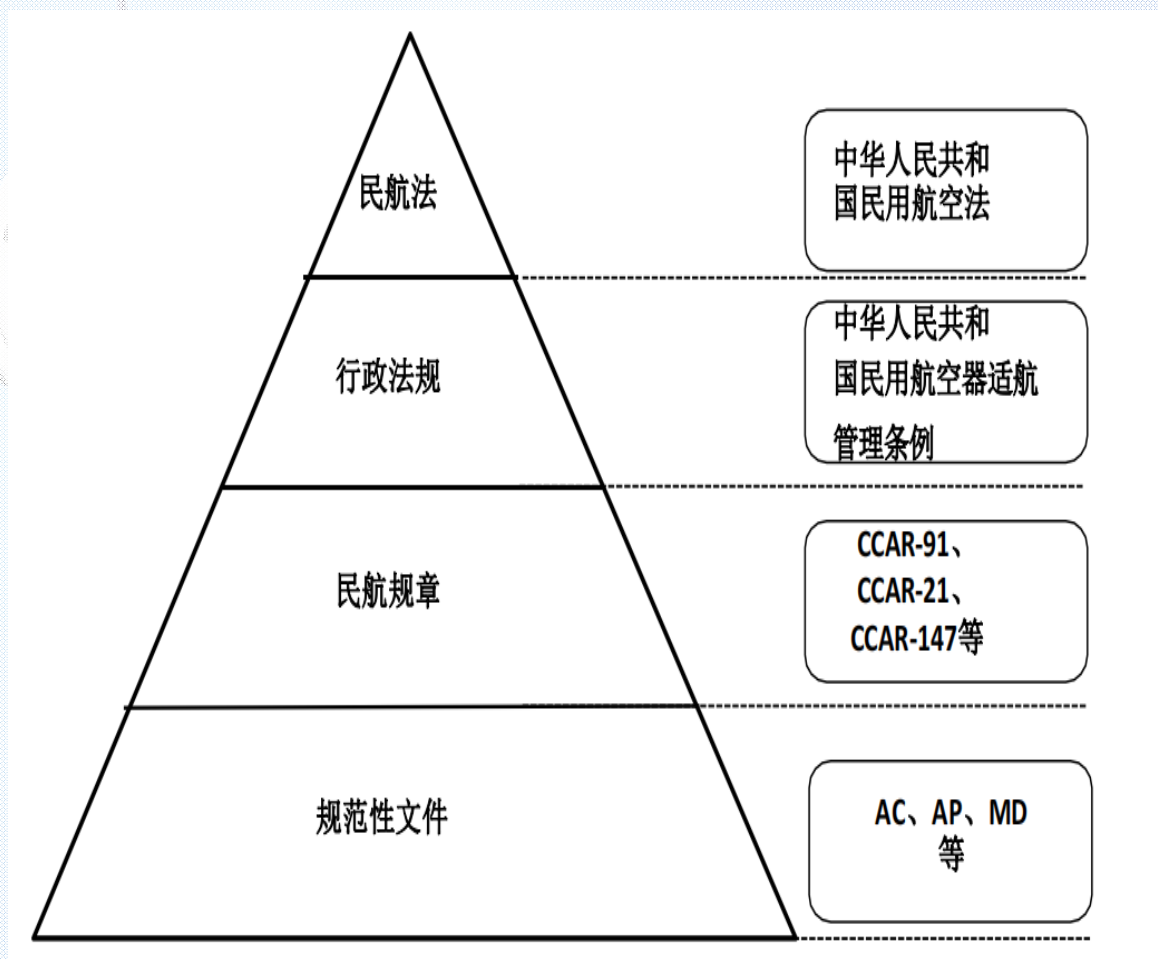 民航法
中华人民共和
国民用航空法
行政法规
中华人民共和
国民用航空器适航
管理条例
民航规章
CCAR-91、
CCAR-21、
CCAR-147等
规范性文件
AC、AP、MD
等